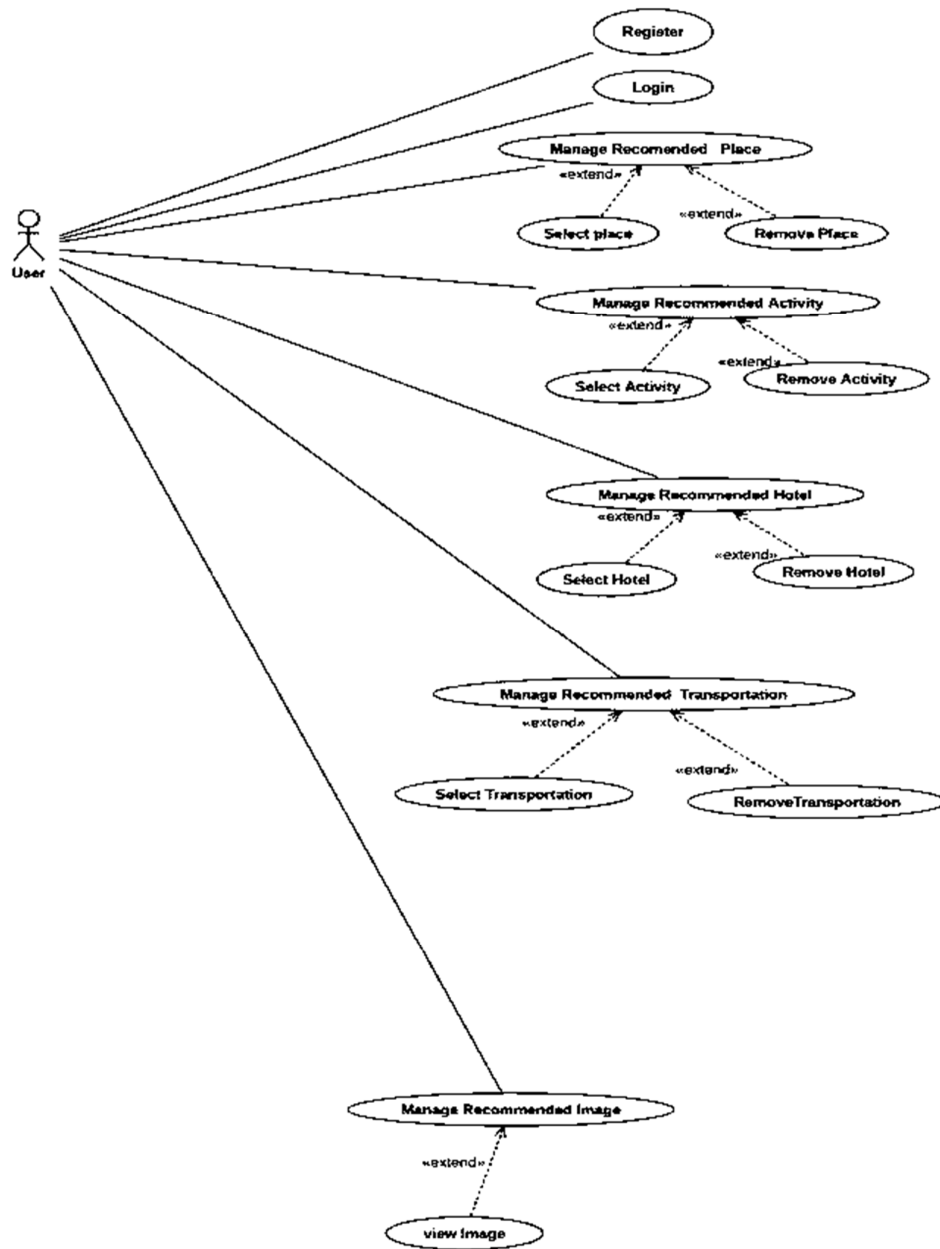 Register
Login
Manage Recomended Place
«extend»
«extend»
Select place
Remove Place
User
Manage Recommended Activity
«extend»
«extend»
Select Activity
Remove Activity
Manage Recommended Hotel
«extend»
«extend»
Select Hotel
Remove Hotel
Manage Recommended Transportation
«extend»
«extend»
Select Transportation
RemoveTransportation
Manage Recommended Image
«extend»
view Image